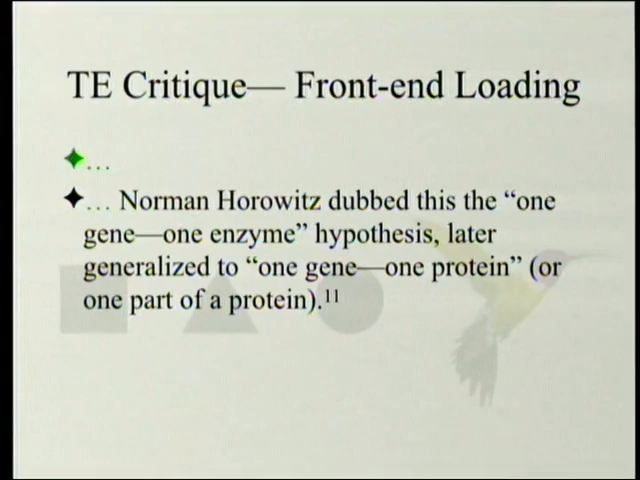 TE Critique— Front-end Loading
…
… Norman Horowitz dubbed this the “one
gene—one enzyme” hypothesis, later
generalized to “one gene—one protein” (or
one part of a protein).11